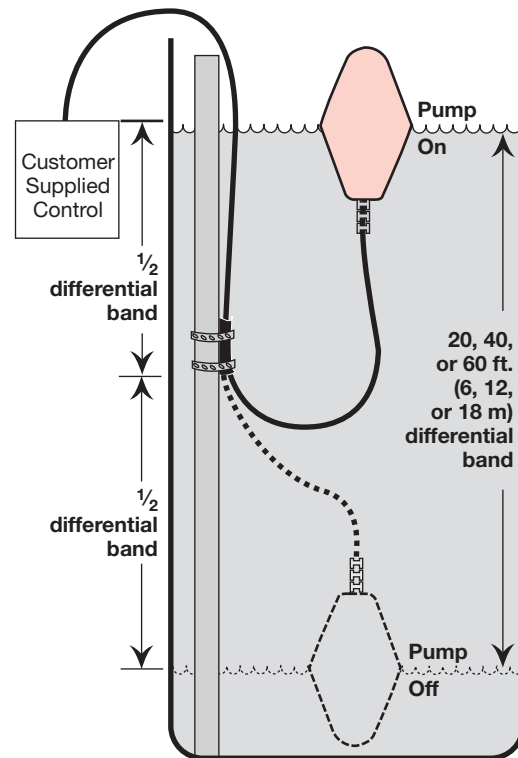 Pump
On
Customer
Supplied
Control
½
differential
band
20, 40,
or 60 ft.
(6, 12,
or 18 m)
differential
band
½
differential
band
Pump
Off